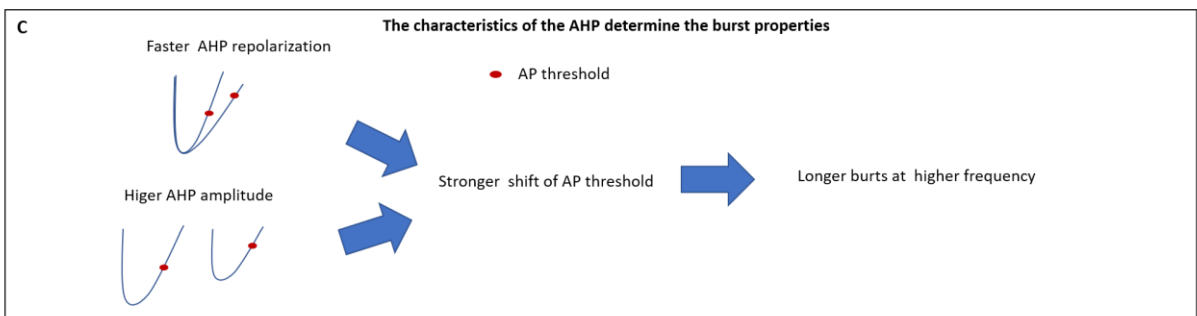 C
The characteristics of the AHP determine the burst properties
Faster AHP repolarization
AP threshold
Stronger shift of AP threshold
Longer burts at higher frequency
Higer AHP amplitude